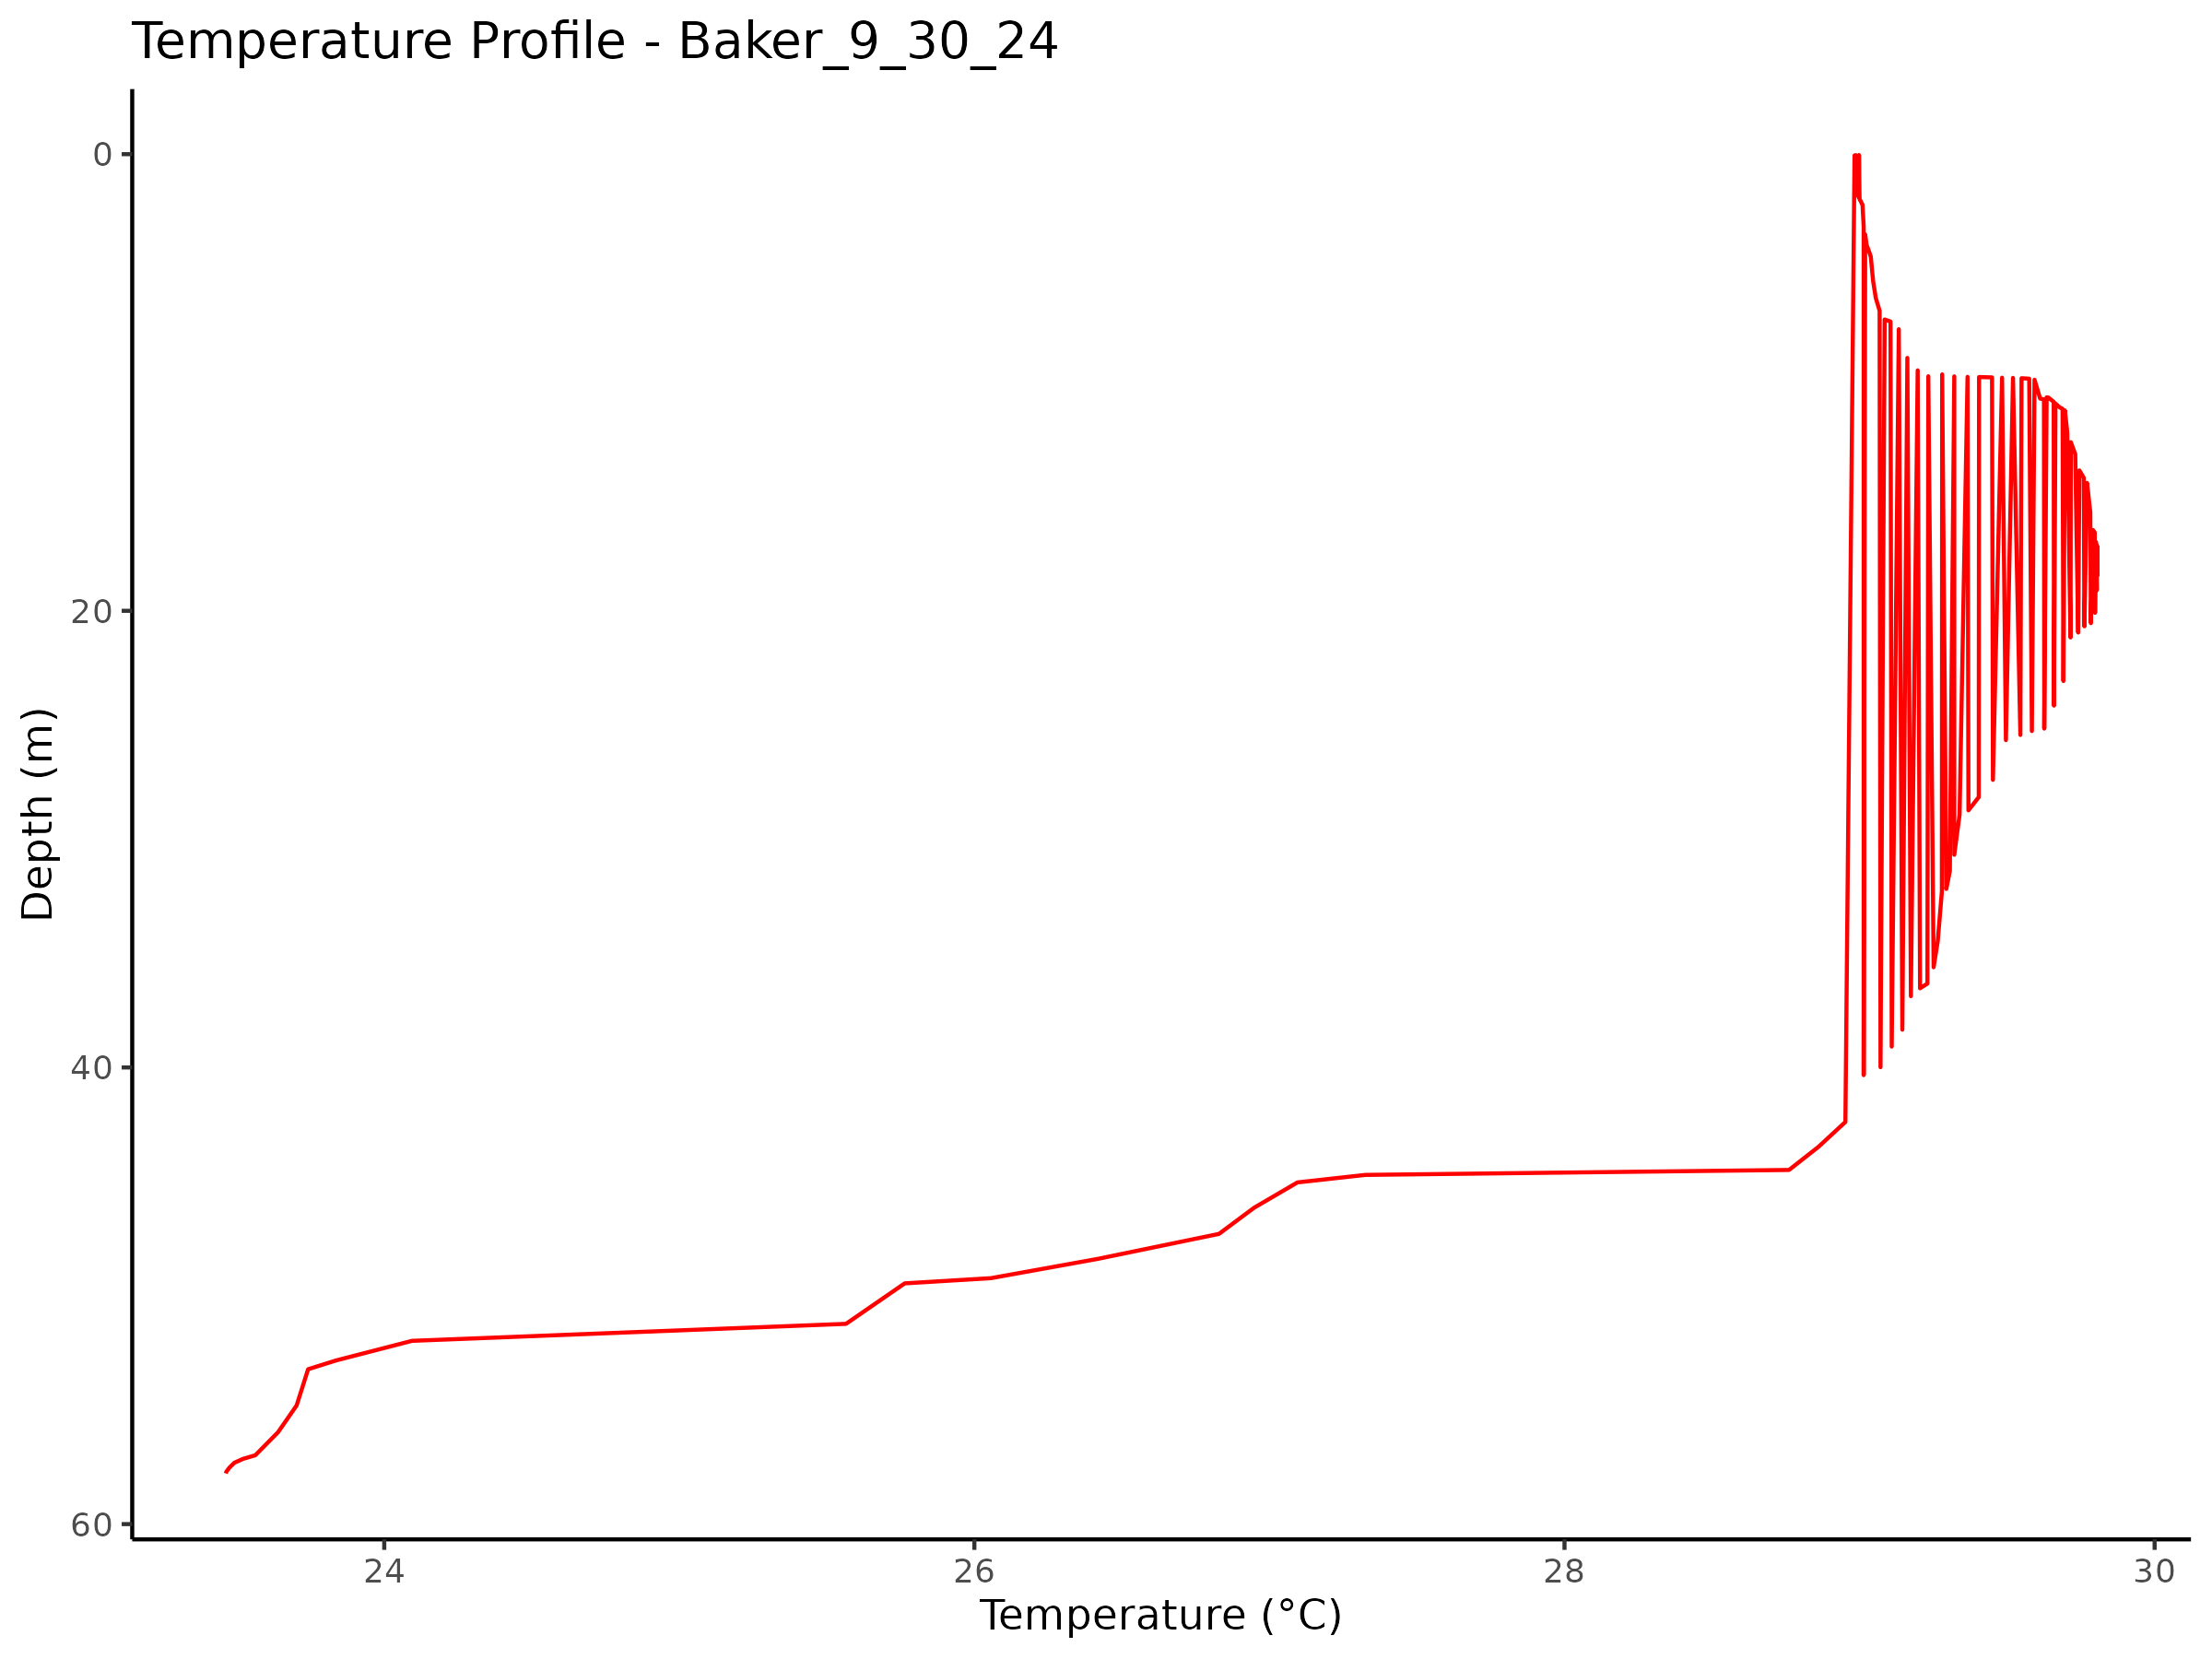 Temperature Profile - Baker_9_30_24
0
20
40
60
Depth (m)
24 26 28 30
Temperature (°C)